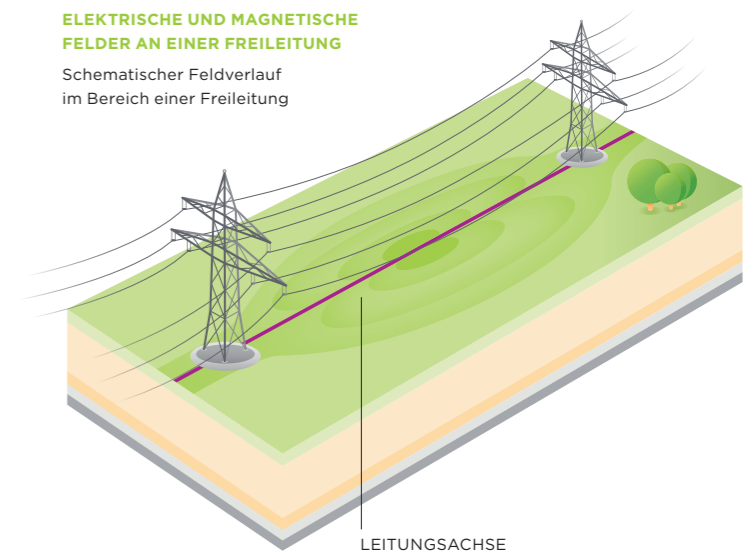 ELEKTRISCHE UND MAGNETISCHE
FELDER AN EINER FREILEITUNG
Schematischer Feldverlauf
im Bereich einer Freileitung
LEITUNGSACHSE